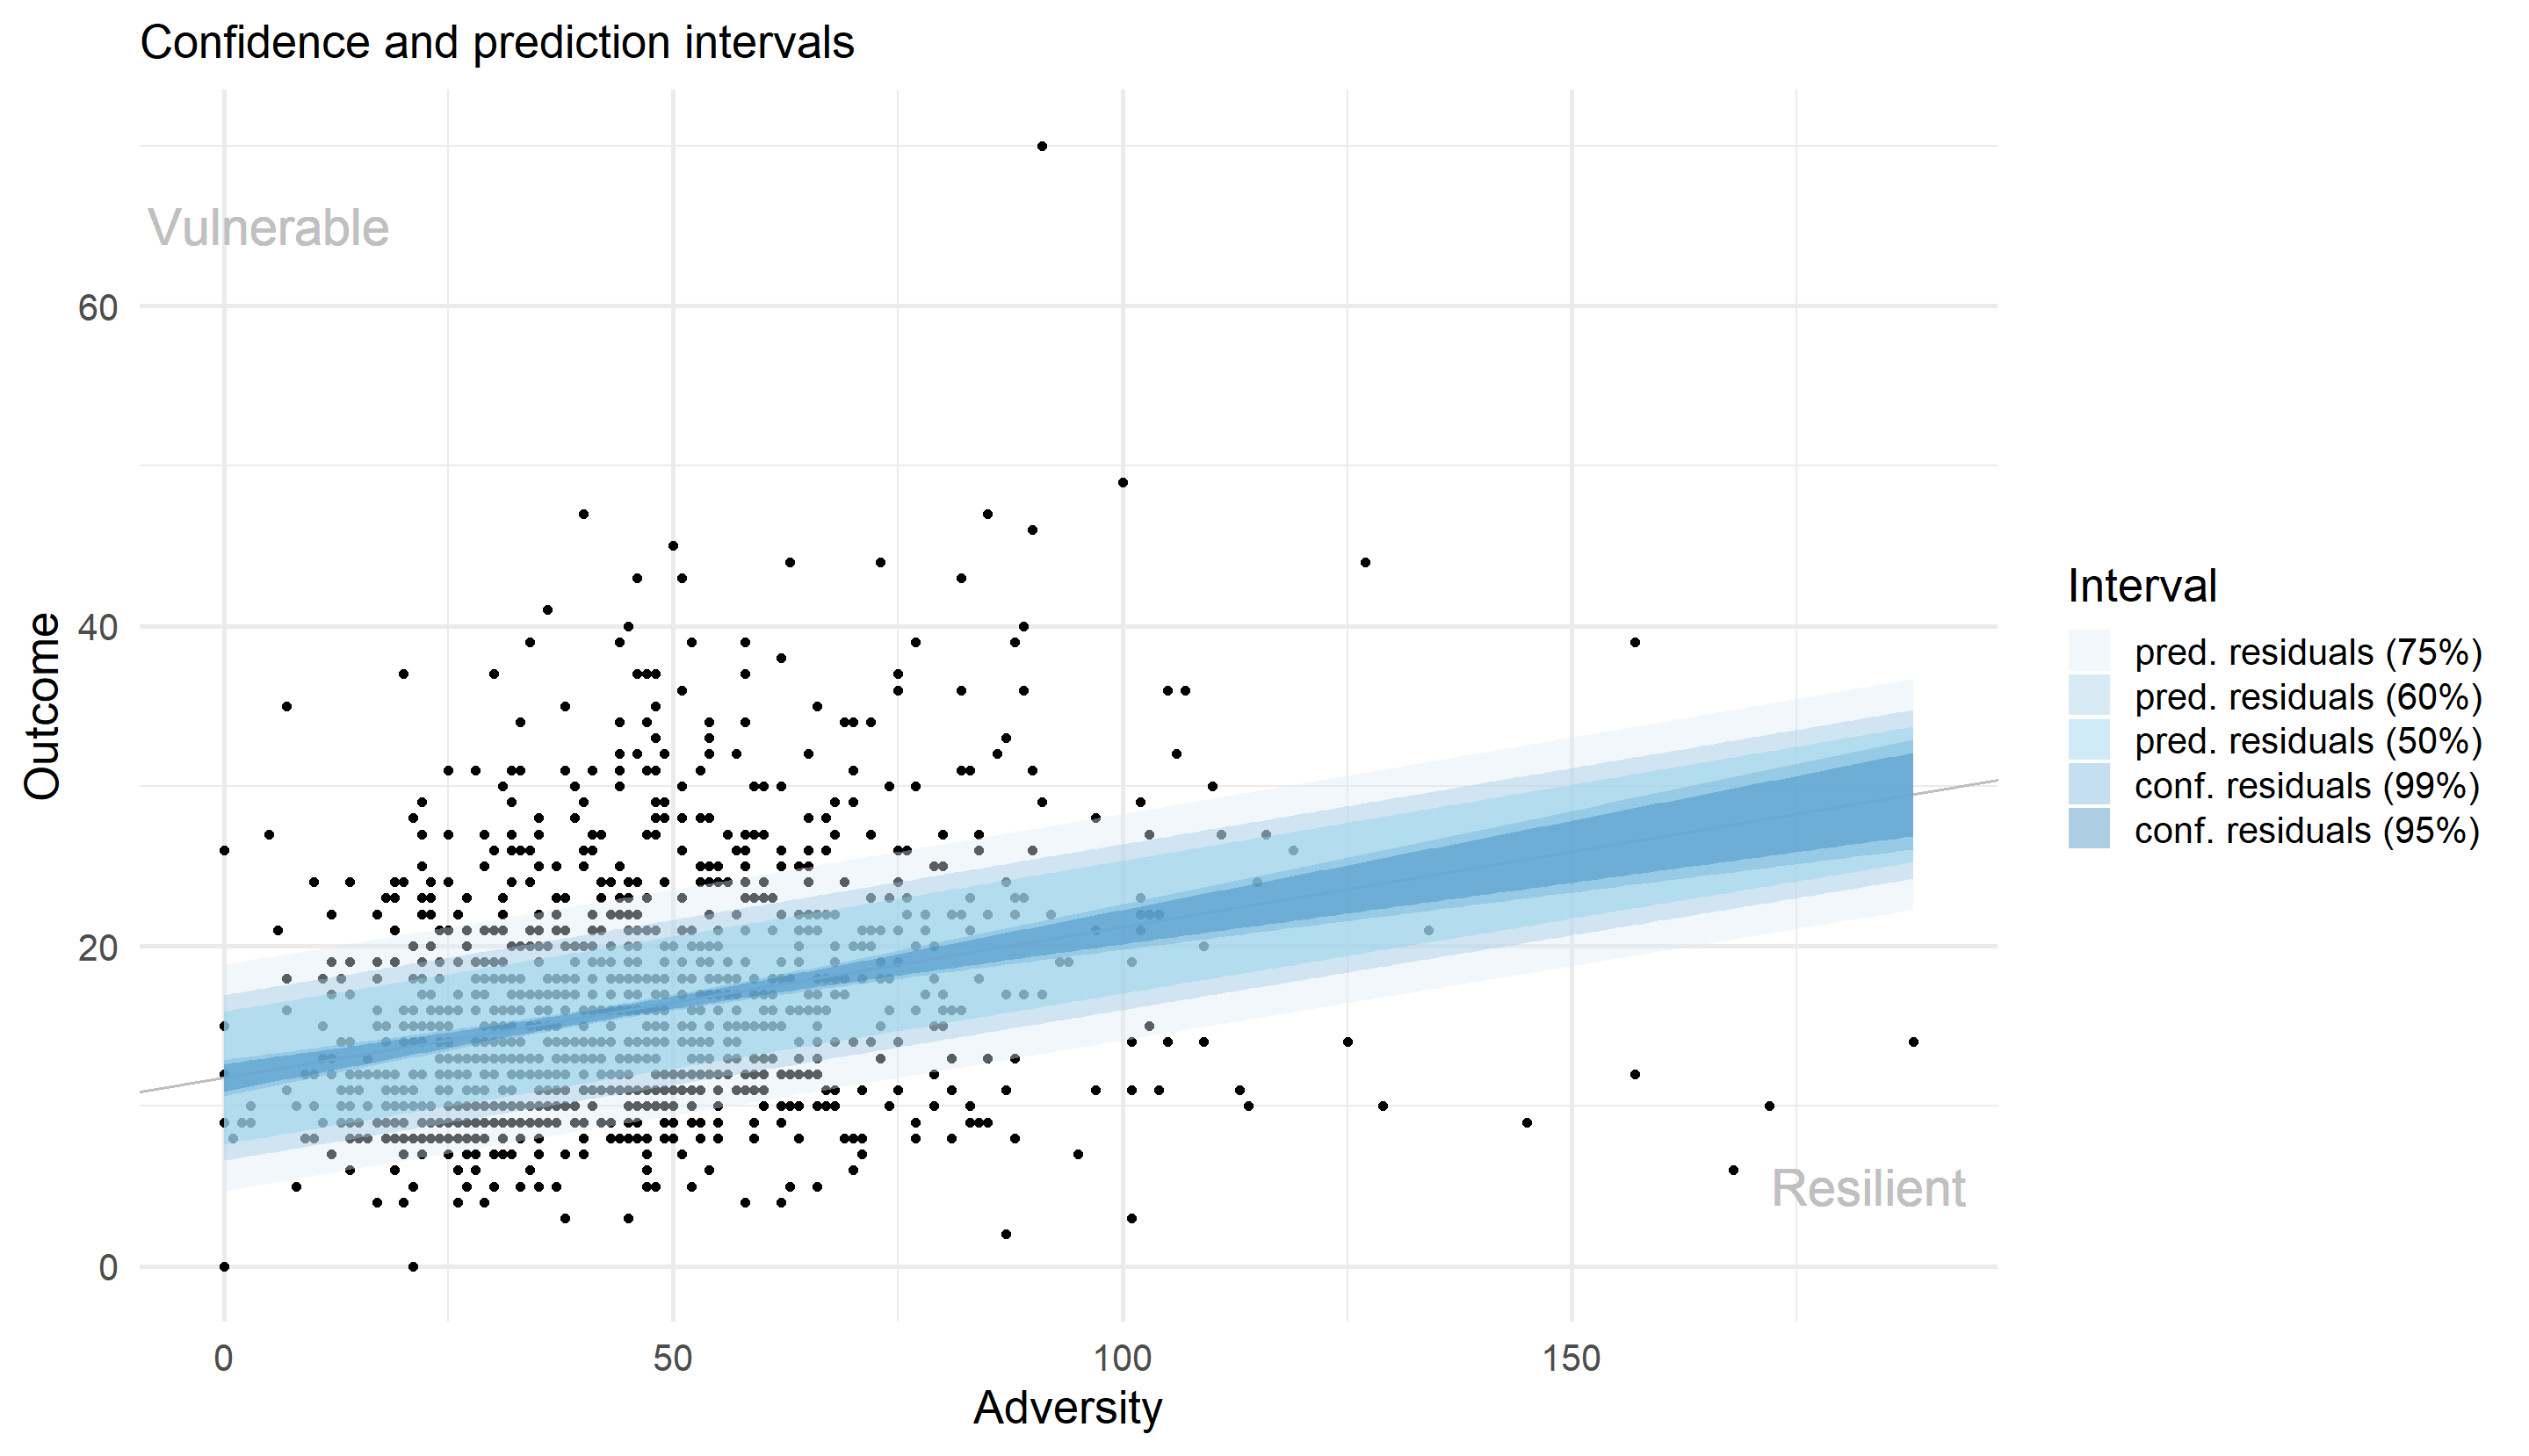 Confidence and prediction intervals
Vulnerable
60
40
20
0
Outcome
Resilient
0
50
100
150
Adversity
Interval
pred. residuals (75%)
pred. residuals (60%)
pred. residuals (50%)
conf. residuals (99%)
conf. residuals (95%)